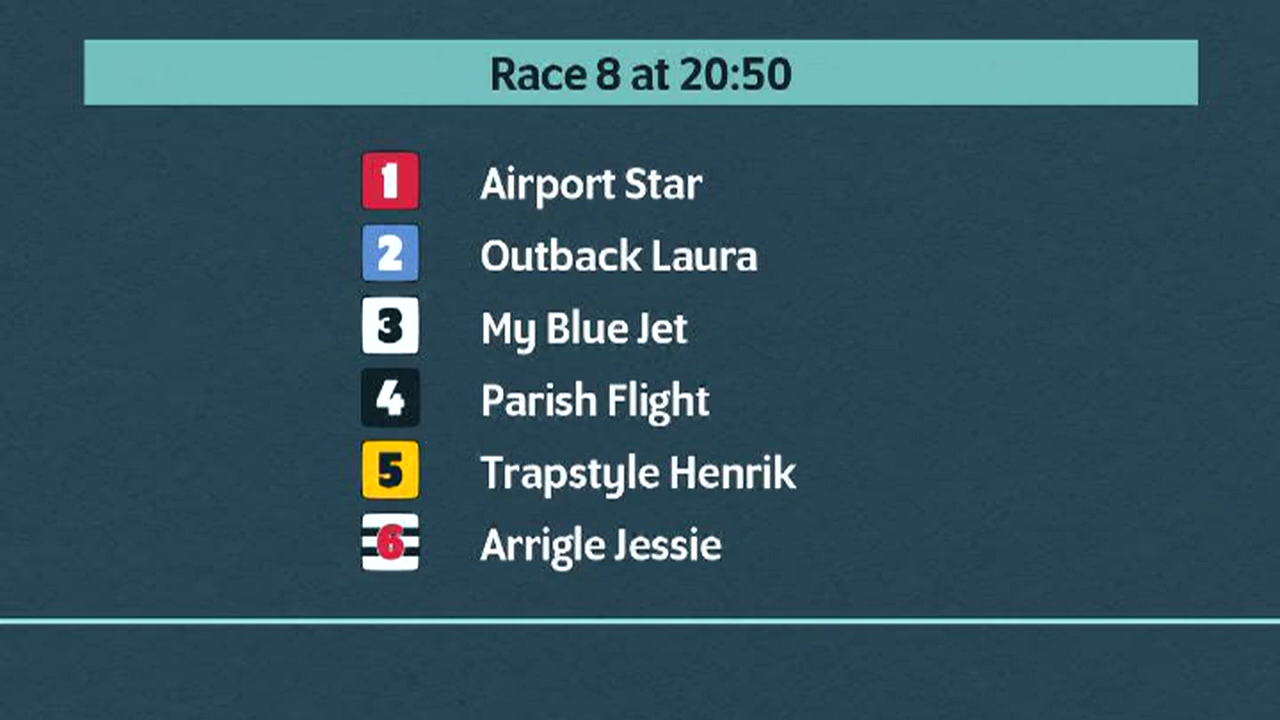 Race 8 at 20:50
1 Airport Star
2 Outback Laura
3 My Blue Jet
4 Parish Flight
5 Trapstyle Henrik
6 Arrigle Jessie